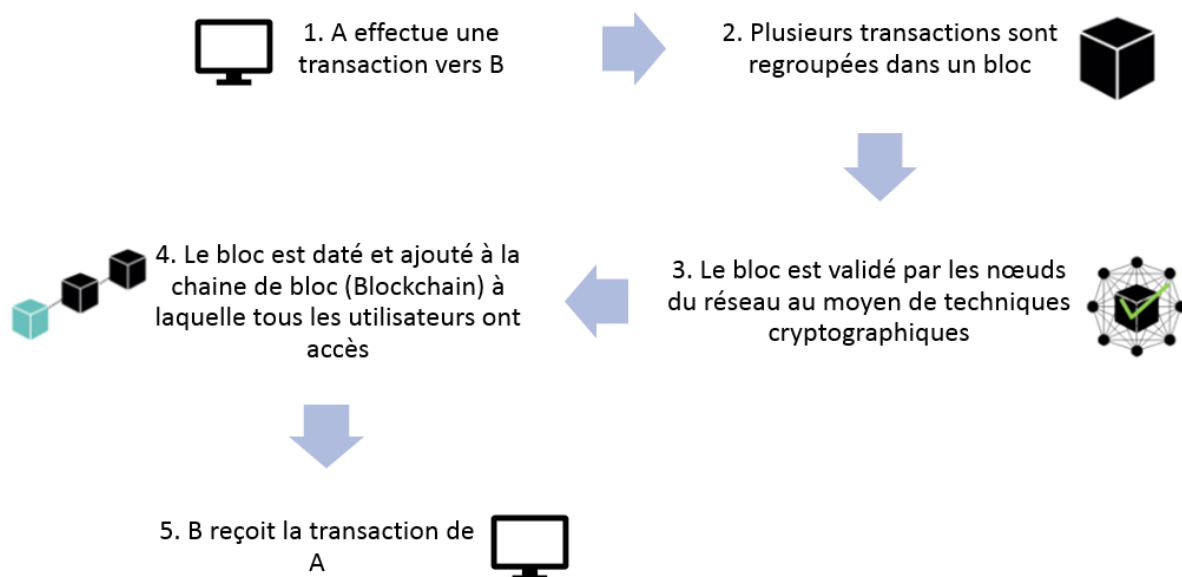 1. A effectue une
transaction vers B
2. Plusieurs transactions sont
regroupées dans un bloc
3. Le bloc est validé par les nœuds
du réseau au moyen de techniques
cryptographiques
4. Le bloc est daté et ajouté à la
chaine de bloc (Blockchain) à
laquelle tous les utilisateurs ont
accès
5. B reçoit la transaction de
A